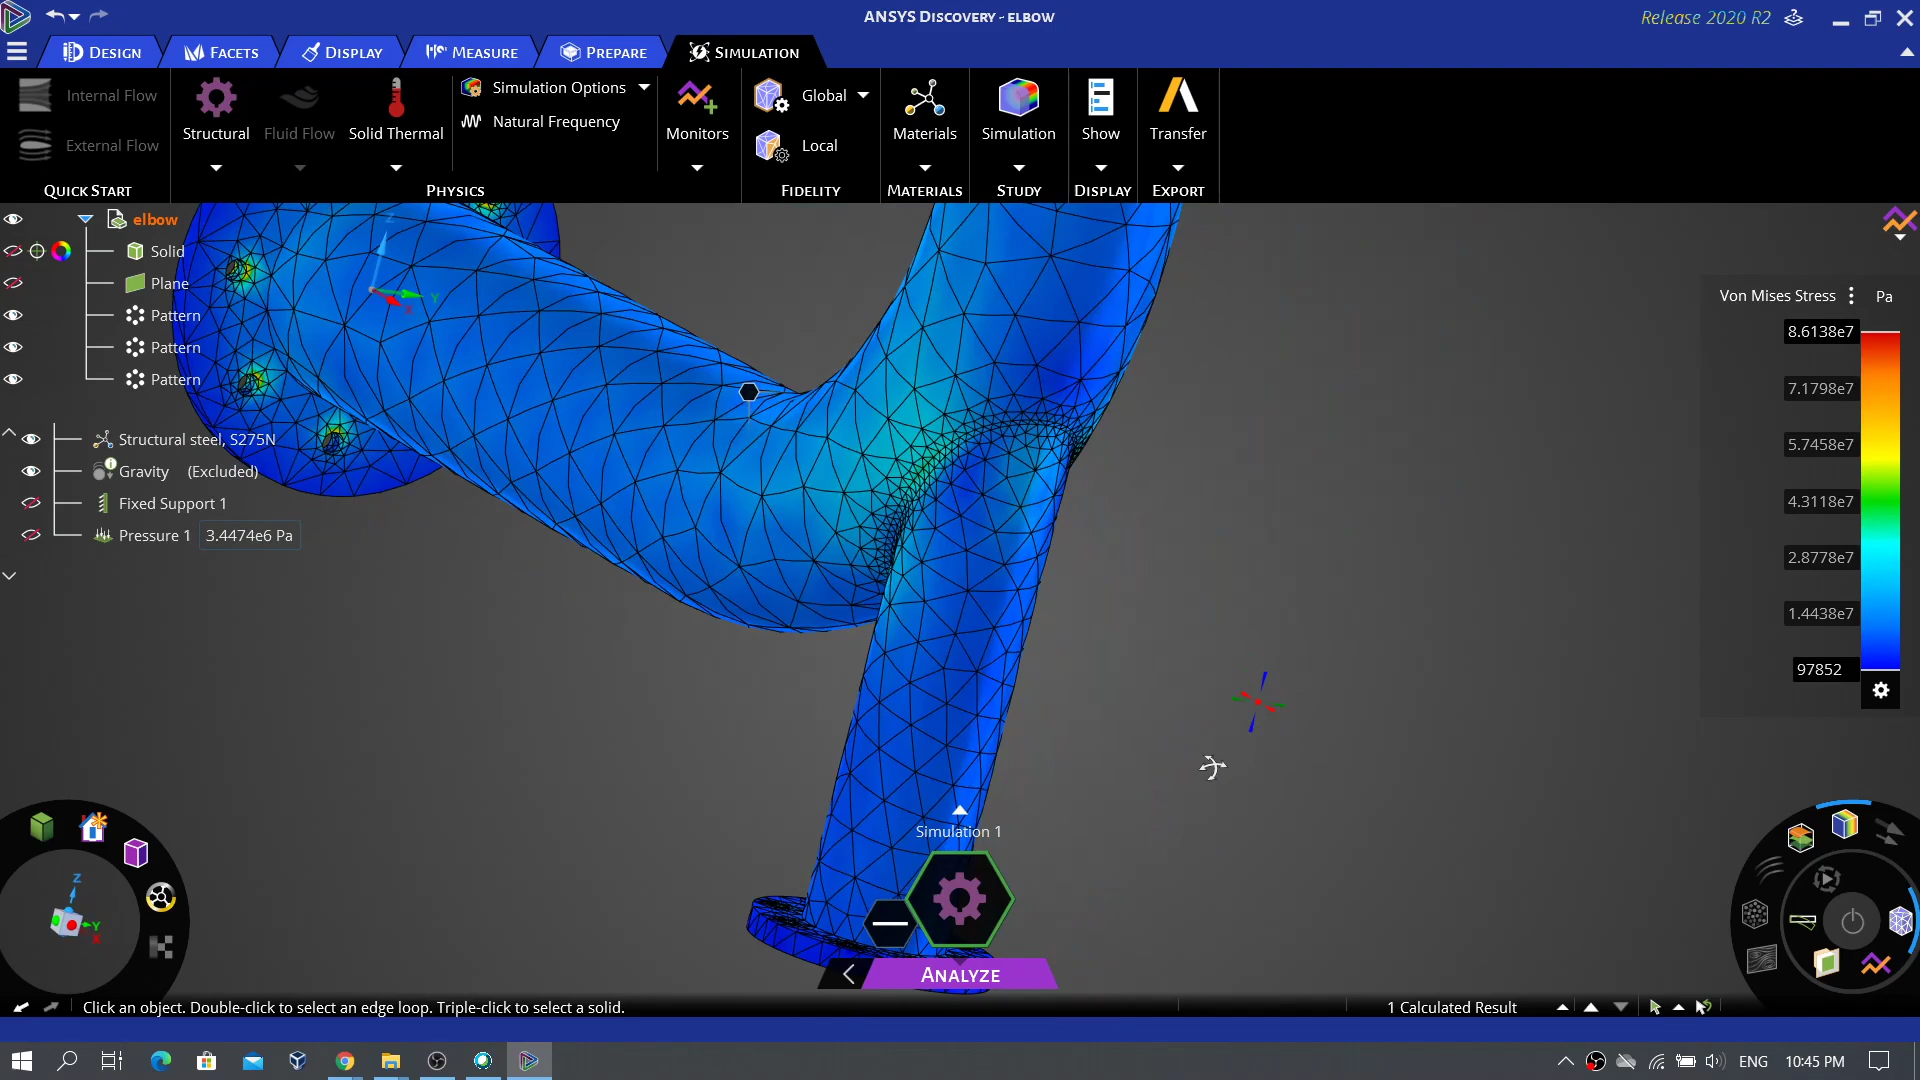 ANSYS Discovery - elbow
Release 2020 R2
Design
Facets
Display
Measure
Prepare
Simulation
Internal Flow
External Flow
Quick Start
Structural
Fluid Flow
Solid Thermal
Simulation Options
Natural Frequency
Physics
Monitors
Global
Local
Fidelity
Materials
Materials
Simulation
Study
Show
Display
Transfer
Export
elbow
Solid
Plane
Pattern
Pattern
Pattern
Structural steel, S275N
Gravity (Excluded)
Fixed Support 1
Pressure 1 3.4474e6 Pa
Z
Y
X
Von Mises Stress Pa
8.6138e7
7.1798e7
5.7458e7
4.3118e7
2.8778e7
1.4438e7
97852
Z
Y
X
Simulation 1
Analyze
Click an object. Double-click to select an edge loop. Triple-click to select a solid.
1 Calculated Result
ENG
10:45 PM